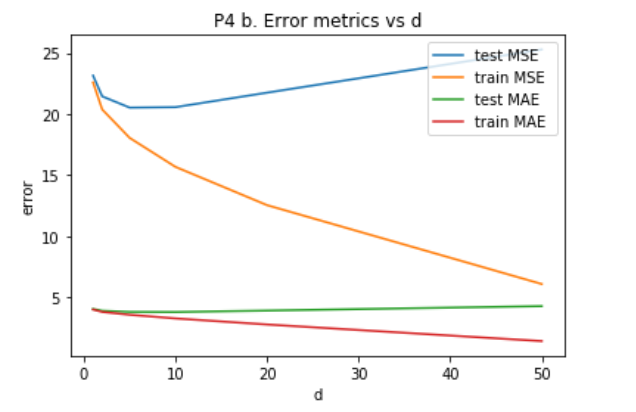 P4 b. Error metrics vs d
25
20
15
10
5
error
test MSE
train MSE
test MAE
train MAE
0 10 20 30 40 50
d